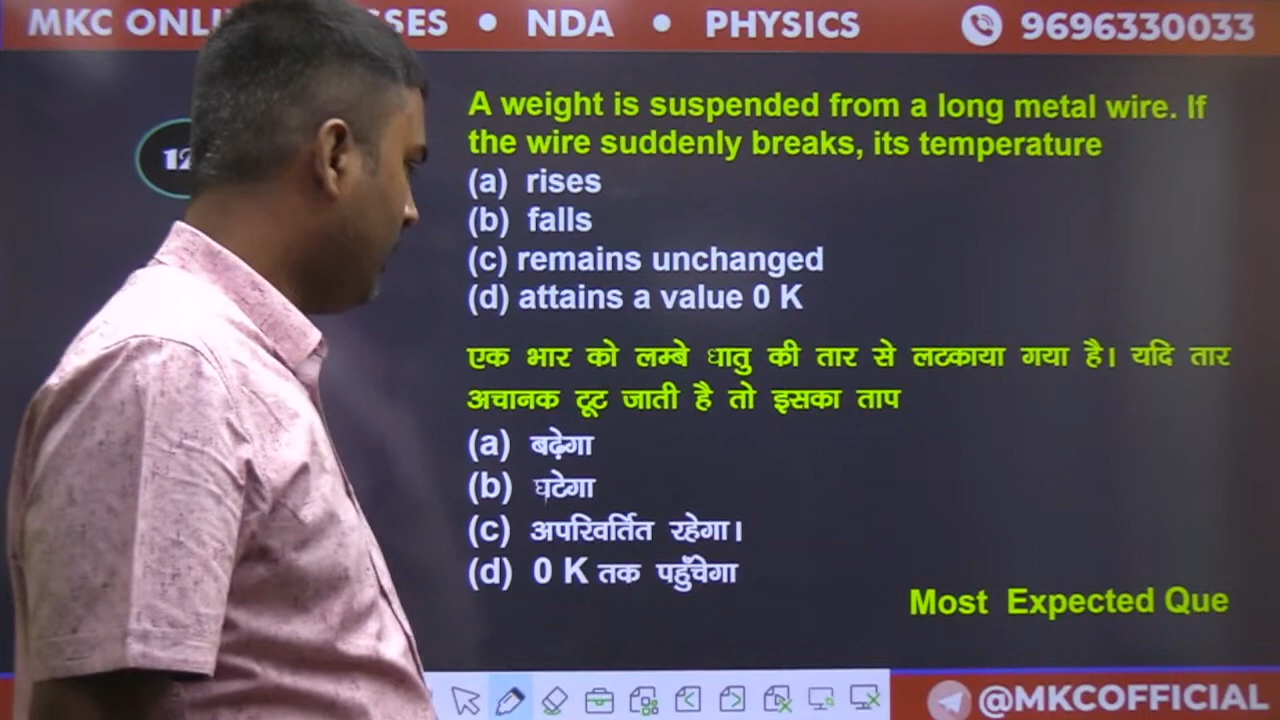 MKC ONLI SSES • NDA • PHYSICS 9696330033
A weight is suspended from a long metal wire. If
the wire suddenly breaks, its temperature
(a) rises
(b) falls
(c) remains unchanged
(d) attains a value 0 K
एक भार को लम्बे धातु की तार से लटकाया गया है। यदि तार
अचानक टूट जाती है तो इसका ताप
(a) बढ़ेगा
(b) घटेगा
(c) अपरिवर्तित रहेगा।
(d) 0 K तक पहुँचेगा
Most Expected Que
@MKCOFFICIAL